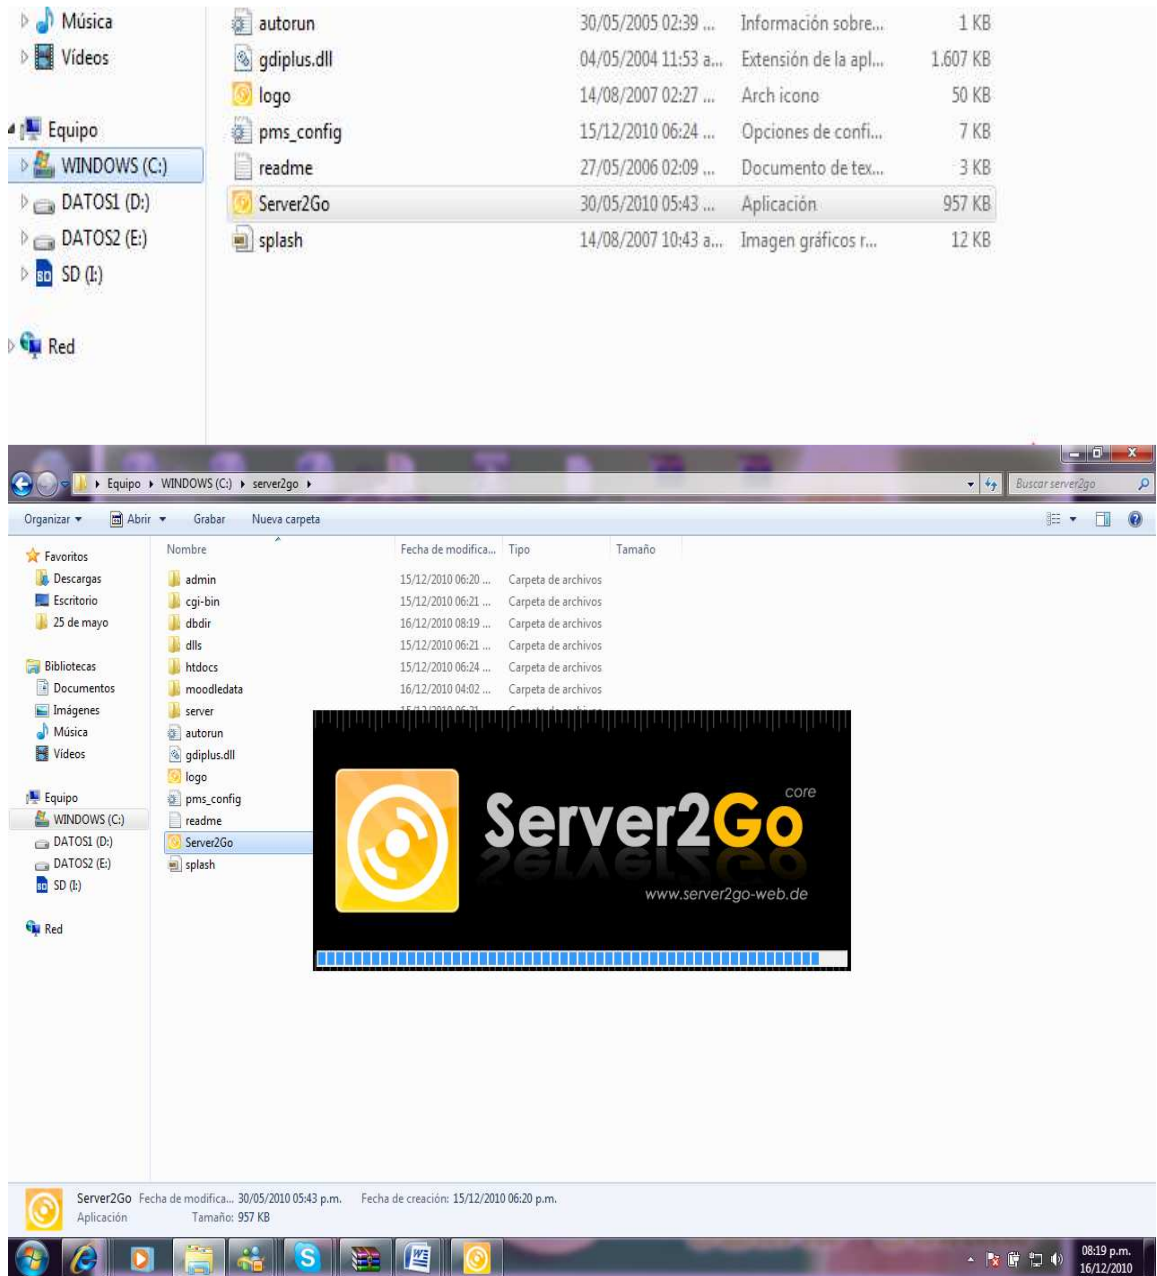 Música autorun 30/05/2005 02:39 ... Información sobre... 1 KB
Vídeos gdiplus.dll 04/05/2004 11:53 a... Extensión de la apl... 1.607 KB
logo 14/08/2007 02:27 ... Arch icono 50 KB
Equipo pms_config 15/12/2010 06:24 ... Opciones de confi... 7 KB
WINDOWS (C:) readme 27/05/2006 02:09 ... Documento de tex... 3 KB
DATOS1 (D:) Server2Go 30/05/2010 05:43 ... Aplicación 957 KB
DATOS2 (E:) splash 14/08/2007 10:43 a... Imagen gráficos r... 12 KB
SD (I:)
Red
Equipo WINDOWS (C:) server2go Buscar server2go
Organizar Abrir Grabar Nueva carpeta
Nombre Fecha de modifica... Tipo Tamaño
Favoritos
Descargas admin 15/12/2010 06:20 ... Carpeta de archivos
Escritorio cgi-bin 15/12/2010 06:21 ... Carpeta de archivos
25 de mayo dbdir 16/12/2010 08:19 ... Carpeta de archivos
dlls 15/12/2010 06:21 ... Carpeta de archivos
Bibliotecas htdocs 15/12/2010 06:24 ... Carpeta de archivos
Documentos moodledata 16/12/2010 04:02 ... Carpeta de archivos
Imágenes server
Música autorun
Vídeos gdiplus.dll
logo
Equipo pms_config
WINDOWS (C:) readme
DATOS1 (D:) Server2Go
DATOS2 (E:) splash
SD (I:)
Red
core
Server2Go
www.server2go-web.de
Server2Go Fecha de modifica... 30/05/2010 05:43 p.m. Fecha de creación: 15/12/2010 06:20 p.m.
Aplicación Tamaño: 957 KB
08:19 p.m.
16/12/2010